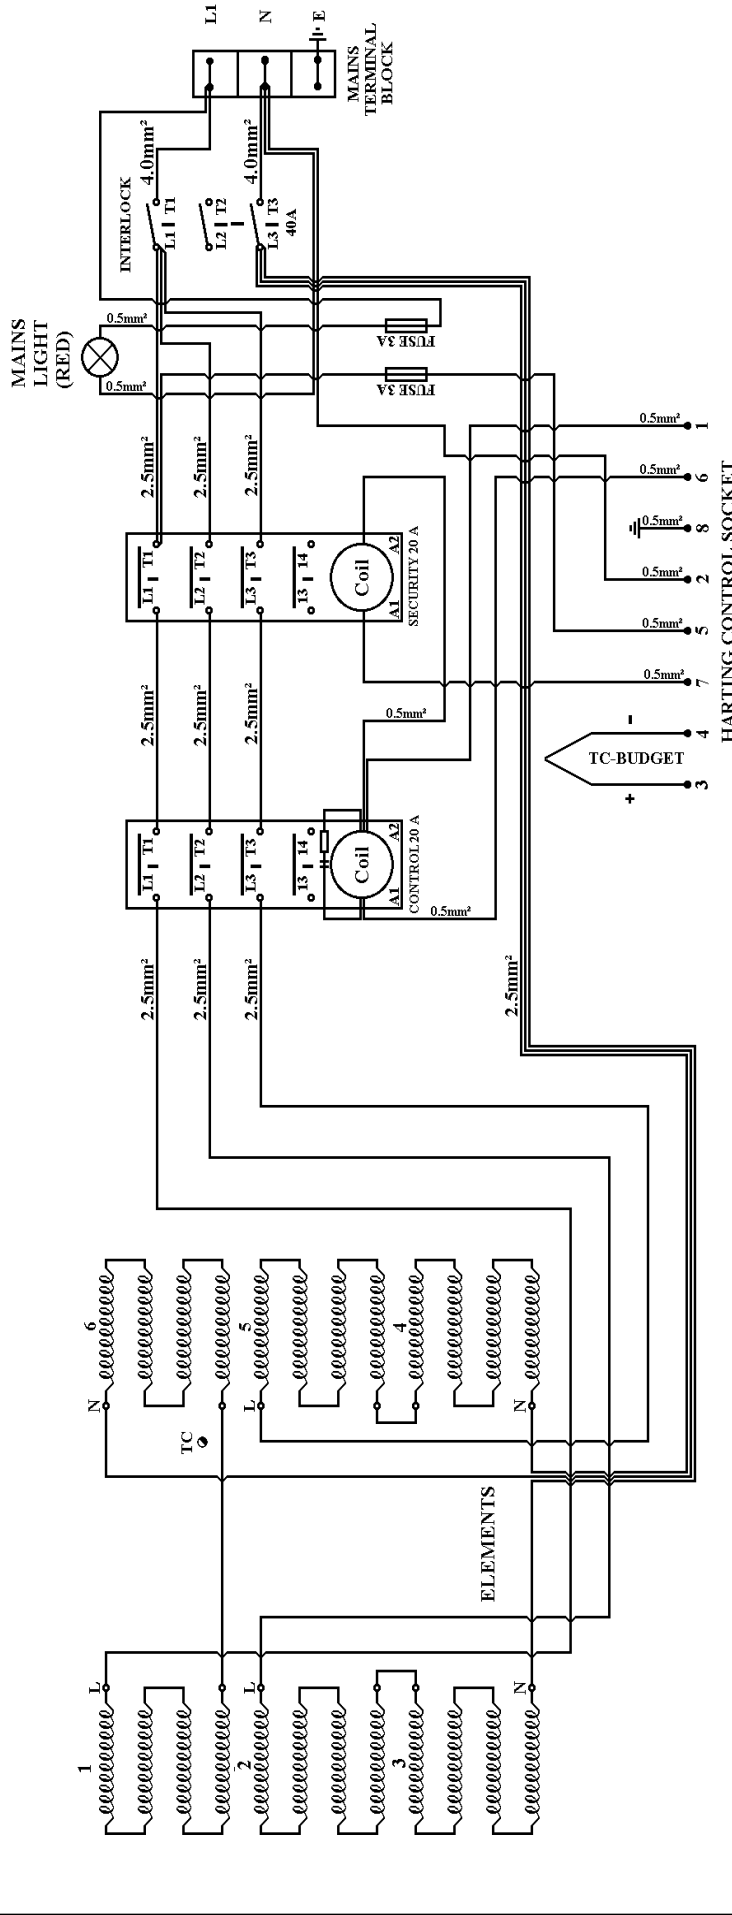 L1
N
E
MAINS
TERMINAL
BLOCK
4.0mm²
4.0mm²
INTERLOCK
L1 T1
L2 T2
L3 T3
40A
MAINS
LIGHT
(RED)
0.5mm²
0.5mm²
FUSE 3A
FUSE 3A
2.5mm²
2.5mm²
2.5mm²
L1 T1
L2 T2
L3 T3
13 14
Coil
A1 A2
SECURITY 20 A
2.5mm²
2.5mm²
2.5mm²
0.5mm²
L1 T1
L2 T2
L3 T3
13 14
Coil
A1 A2
CONTROL 20 A
0.5mm²
2.5mm²
2.5mm²
2.5mm²
2.5mm²
0.5mm²
1
0.5mm²
6
0.5mm²
8
0.5mm²
2
0.5mm²
5
0.5mm²
7
4
3
-
+
TC-BUDGET
HARTING CONTROL SOCKET
6
5
4
N
L
N
TC
ELEMENTS
L
L
N
1
2
3